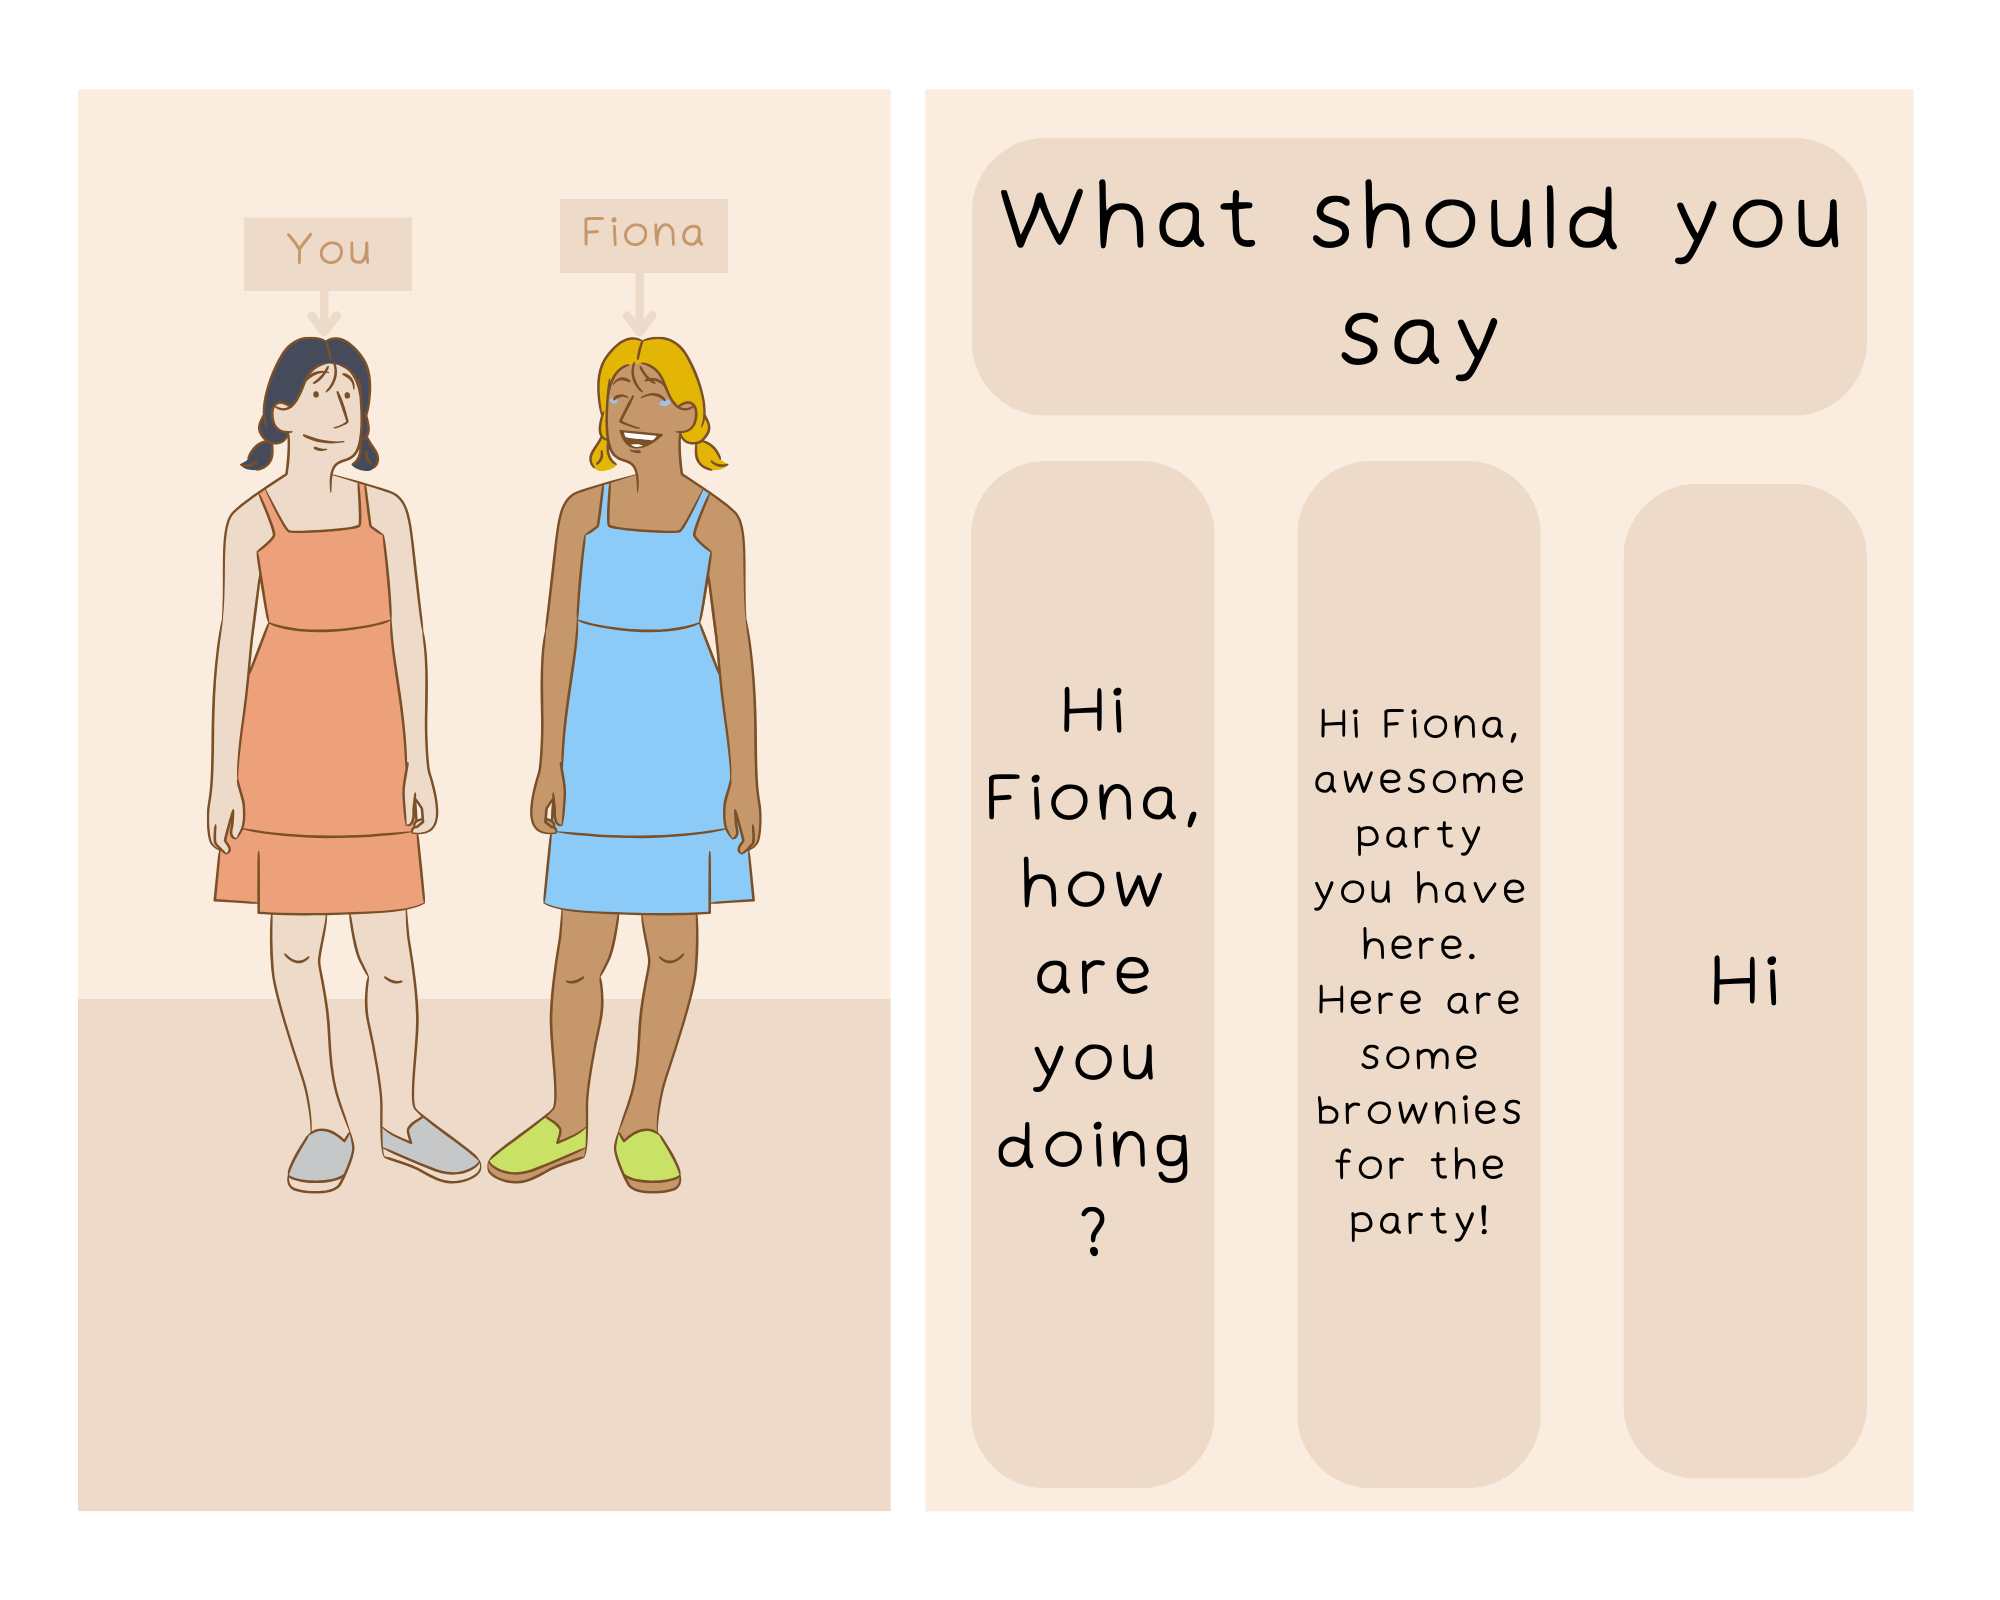 You
Fiona
What should you
say
Hi
Fiona,
how
are
you
doing
?
Hi Fiona,
awesome
party
you have
here.
Here are
some
brownies
for the
party!
Hi